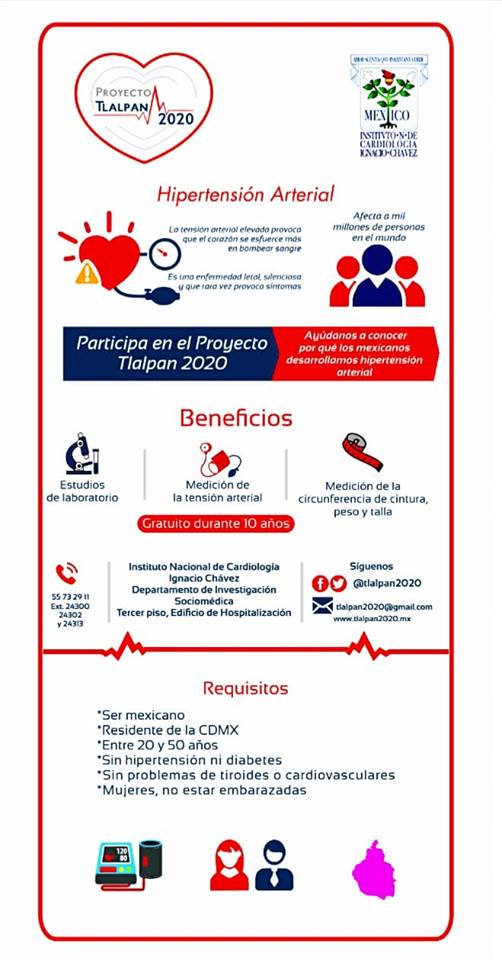 PROYECTO
TLALPAN
2020
MEXICO
INSTITVTO·N·DE
CARDIOLOGIA
IGNACIO·CHAVEZ
Hipertensión Arterial
La tensión arterial elevada provoca
que el corazón se esfuerce más
en bombear sangre
Es una enfermedad letal, silenciosa
y que rara vez provoca síntomas
Afecta a mil
millones de personas
en el mundo
Participa en el Proyecto
Tlalpan 2020
Ayúdanos a conocer
por qué los mexicanos
desarrollamos hipertensión
arterial
Beneficios
Estudios
de laboratorio
Medición de
la tensión arterial
Medición de la
circunferencia de cintura,
peso y talla
Gratuito durante 10 años
55 73 29 11
Ext. 24300
24302
y 24313
Instituto Nacional de Cardiología
Ignacio Chávez
Departamento de Investigación
Sociomédica
Tercer piso, Edificio de Hospitalización
Síguenos
@tlalpan2020
tlalpan2020@gmail.com
www.tlalpan2020.mx
Requisitos
*Ser mexicano
*Residente de la CDMX
*Entre 20 y 50 años
*Sin hipertensión ni diabetes
*Sin problemas de tiroides o cardiovasculares
*Mujeres, no estar embarazadas
120
80